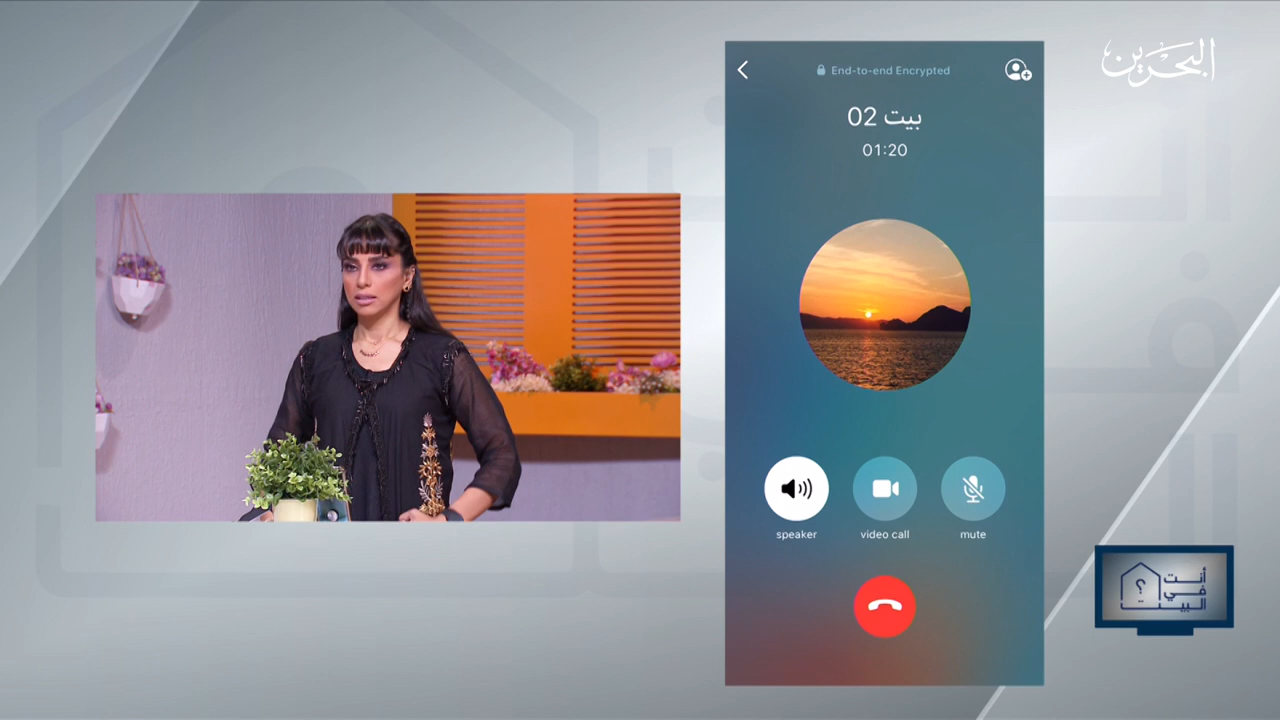 البحرين
End-to-end Encrypted
بيت 02
01:20
speaker
video call
mute
أنت
في
البيت
؟